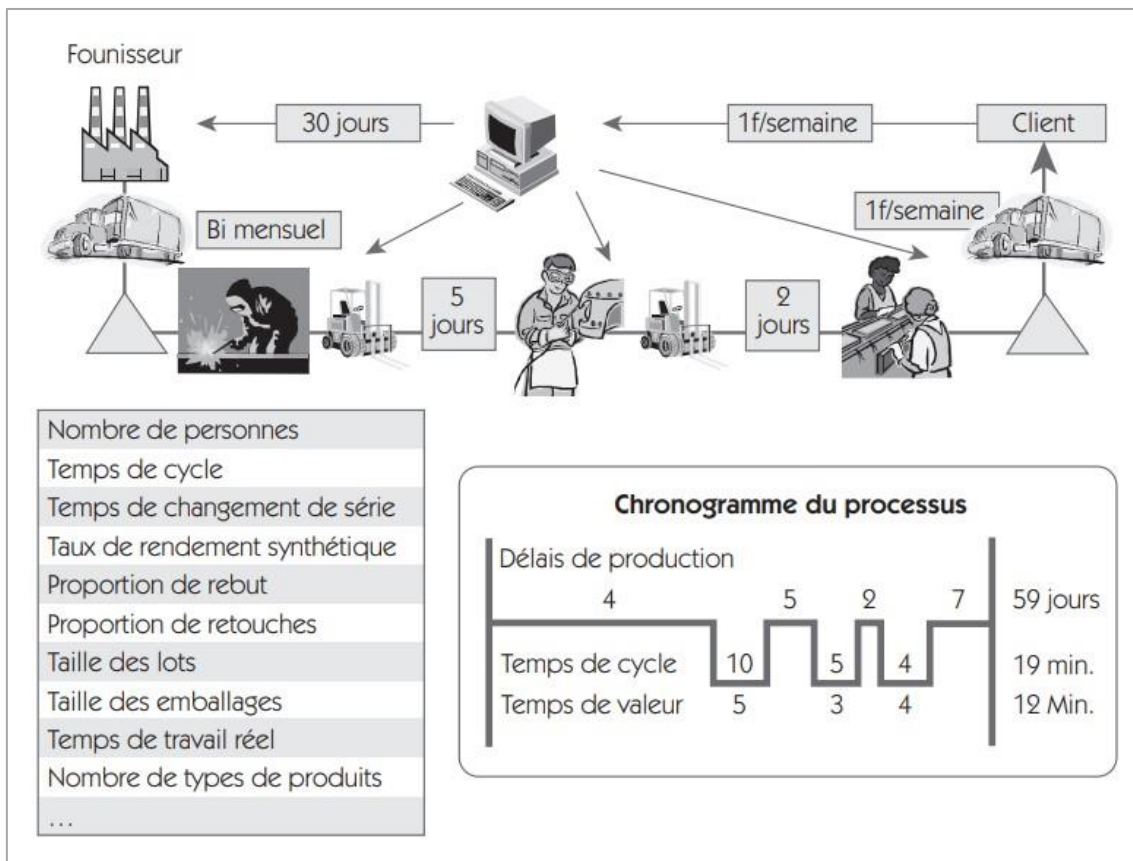 Founisseur
30 jours
1f/semaine
Client
Bi mensuel
1f/semaine
5
jours
2
jours
Nombre de personnes
Temps de cycle
Temps de changement de série
Taux de rendement synthétique
Proportion de rebut
Proportion de retouches
Taille des lots
Taille des emballages
Temps de travail réel
Nombre de types de produits
…
Chronogramme du processus
Délais de production
4 5 2 7 59 jours
Temps de cycle 10 5 4 19 min.
Temps de valeur 5 3 4 12 Min.